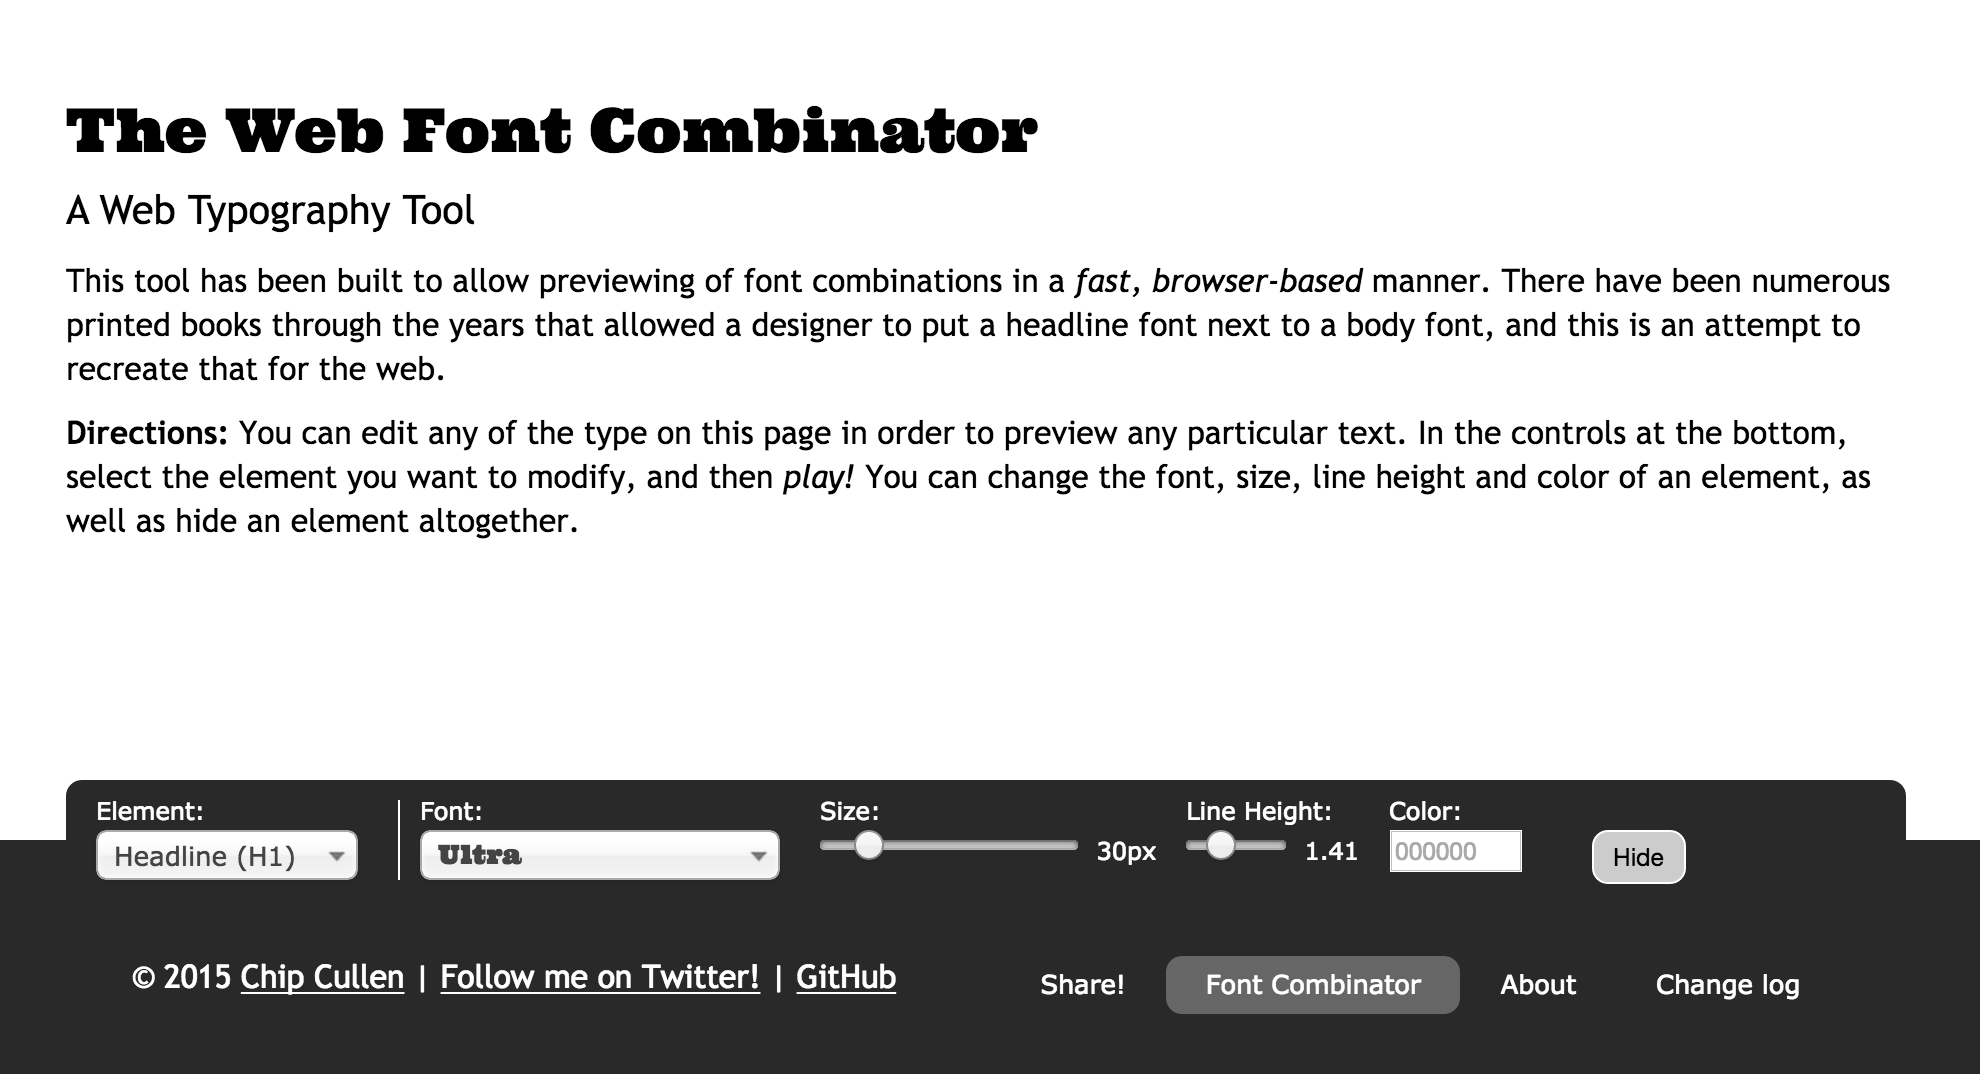 The Web Font Combinator
A Web Typography Tool
This tool has been built to allow previewing of font combinations in a fast, browser-based manner. There have been numerous
printed books through the years that allowed a designer to put a headline font next to a body font, and this is an attempt to
recreate that for the web.
Directions: You can edit any of the type on this page in order to preview any particular text. In the controls at the bottom,
select the element you want to modify, and then play! You can change the font, size, line height and color of an element, as
well as hide an element altogether.
Element: Font: Size: Line Height: Color:
Headline (H1) Ultra 30px 1.41 000000 Hide
© 2015 Chip Cullen | Follow me on Twitter! | GitHub Share! Font Combinator About Change log